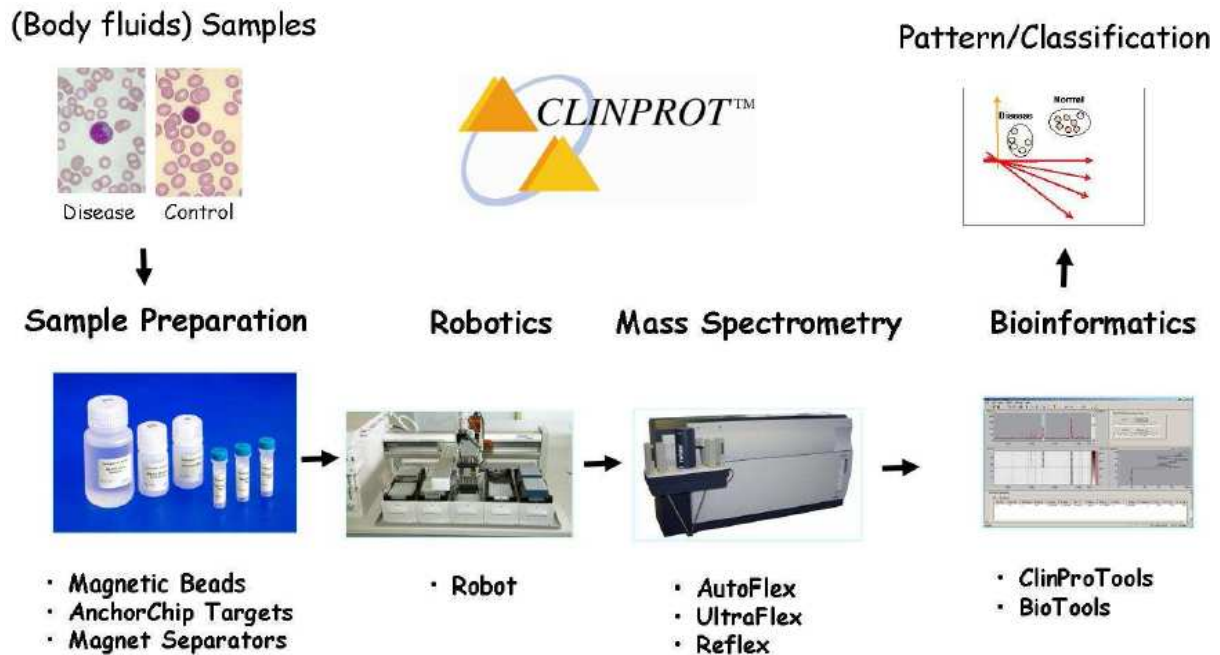 (Body fluids) Samples
Pattern/Classification
CLINPROT™
Normal
Disease
Disease
Control
Sample Preparation
Robotics
Mass Spectrometry
Bioinformatics
· Magnetic Beads
· AnchorChip Targets
· Magnet Separators
· Robot
· AutoFlex
· UltraFlex
· Reflex
· ClinProTools
· BioTools